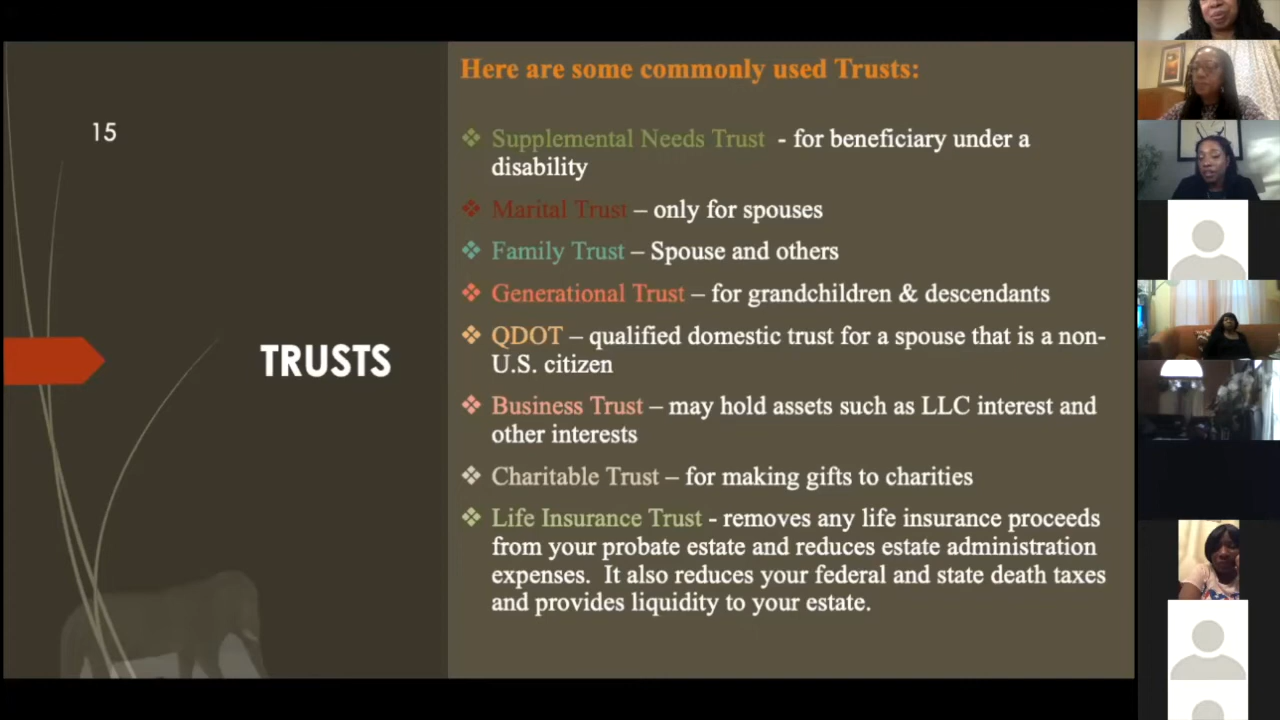 15
TRUSTS
Here are some commonly used Trusts:
❖ Supplemental Needs Trust - for beneficiary under a
disability
❖ Marital Trust – only for spouses
❖ Family Trust – Spouse and others
❖ Generational Trust – for grandchildren & descendants
❖ QDOT – qualified domestic trust for a spouse that is a non-
U.S. citizen
❖ Business Trust – may hold assets such as LLC interest and
other interests
❖ Charitable Trust – for making gifts to charities
❖ Life Insurance Trust - removes any life insurance proceeds
from your probate estate and reduces estate administration
expenses. It also reduces your federal and state death taxes
and provides liquidity to your estate.